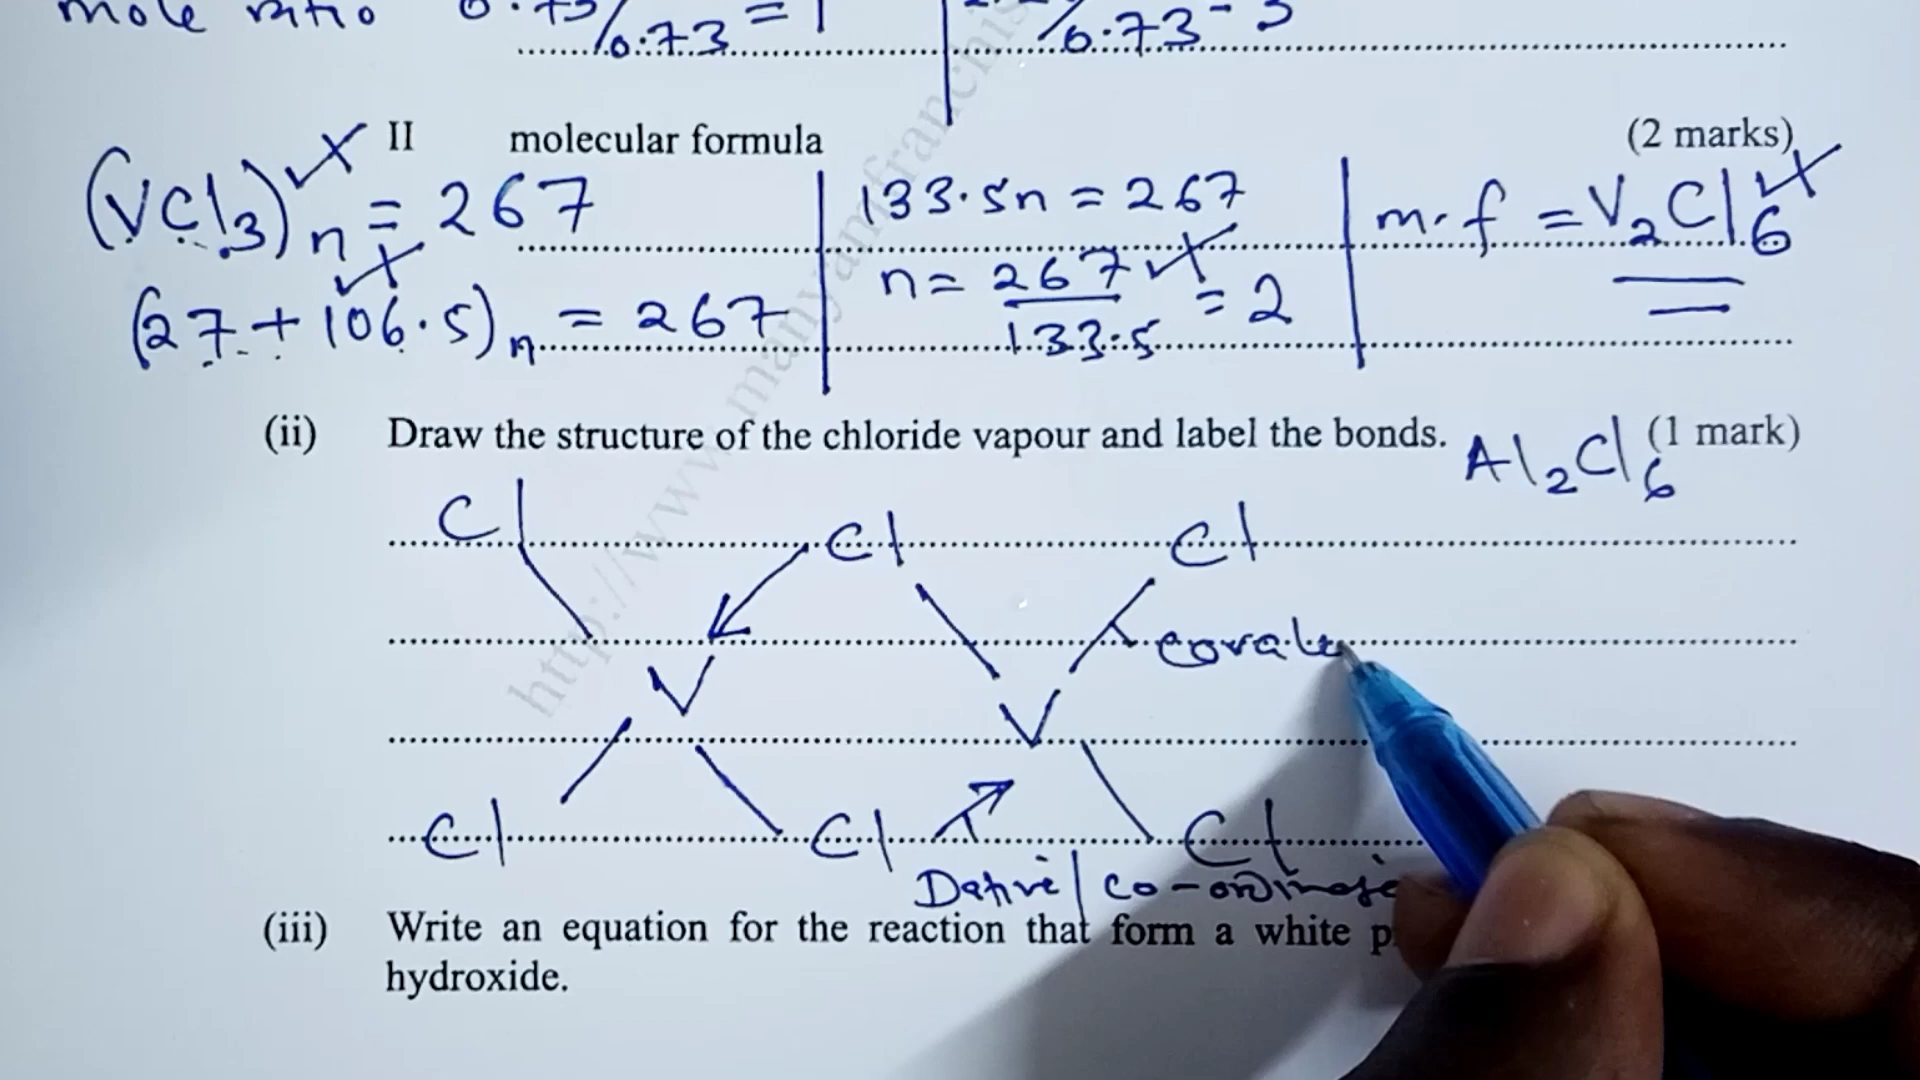 mole ratio 0.73/0.73 = 1 /0.73 = 3
II molecular formula (2 marks)
(VCl3)n = 267
(27 + 106.5)n = 267
133.5n = 267
n = 267/133.5 = 2
m.f = V2Cl6
(ii) Draw the structure of the chloride vapour and label the bonds. (1 mark)
Al2Cl6
Cl Cl Cl
covale
V V
Cl Cl Cl
Dative/co-ordinate
(iii) Write an equation for the reaction that form a white p
hydroxide.
http://www.manyamfranchis